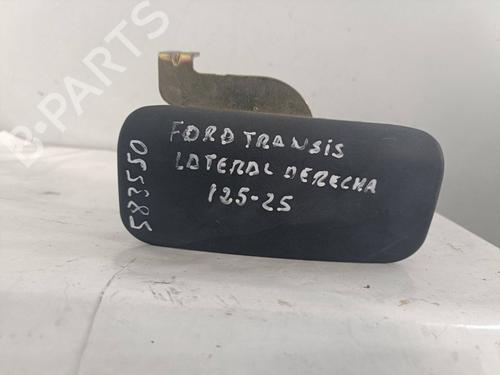 B-PARTS
FORD TRANSIS
LATERAL DERECHA
125-25
583550